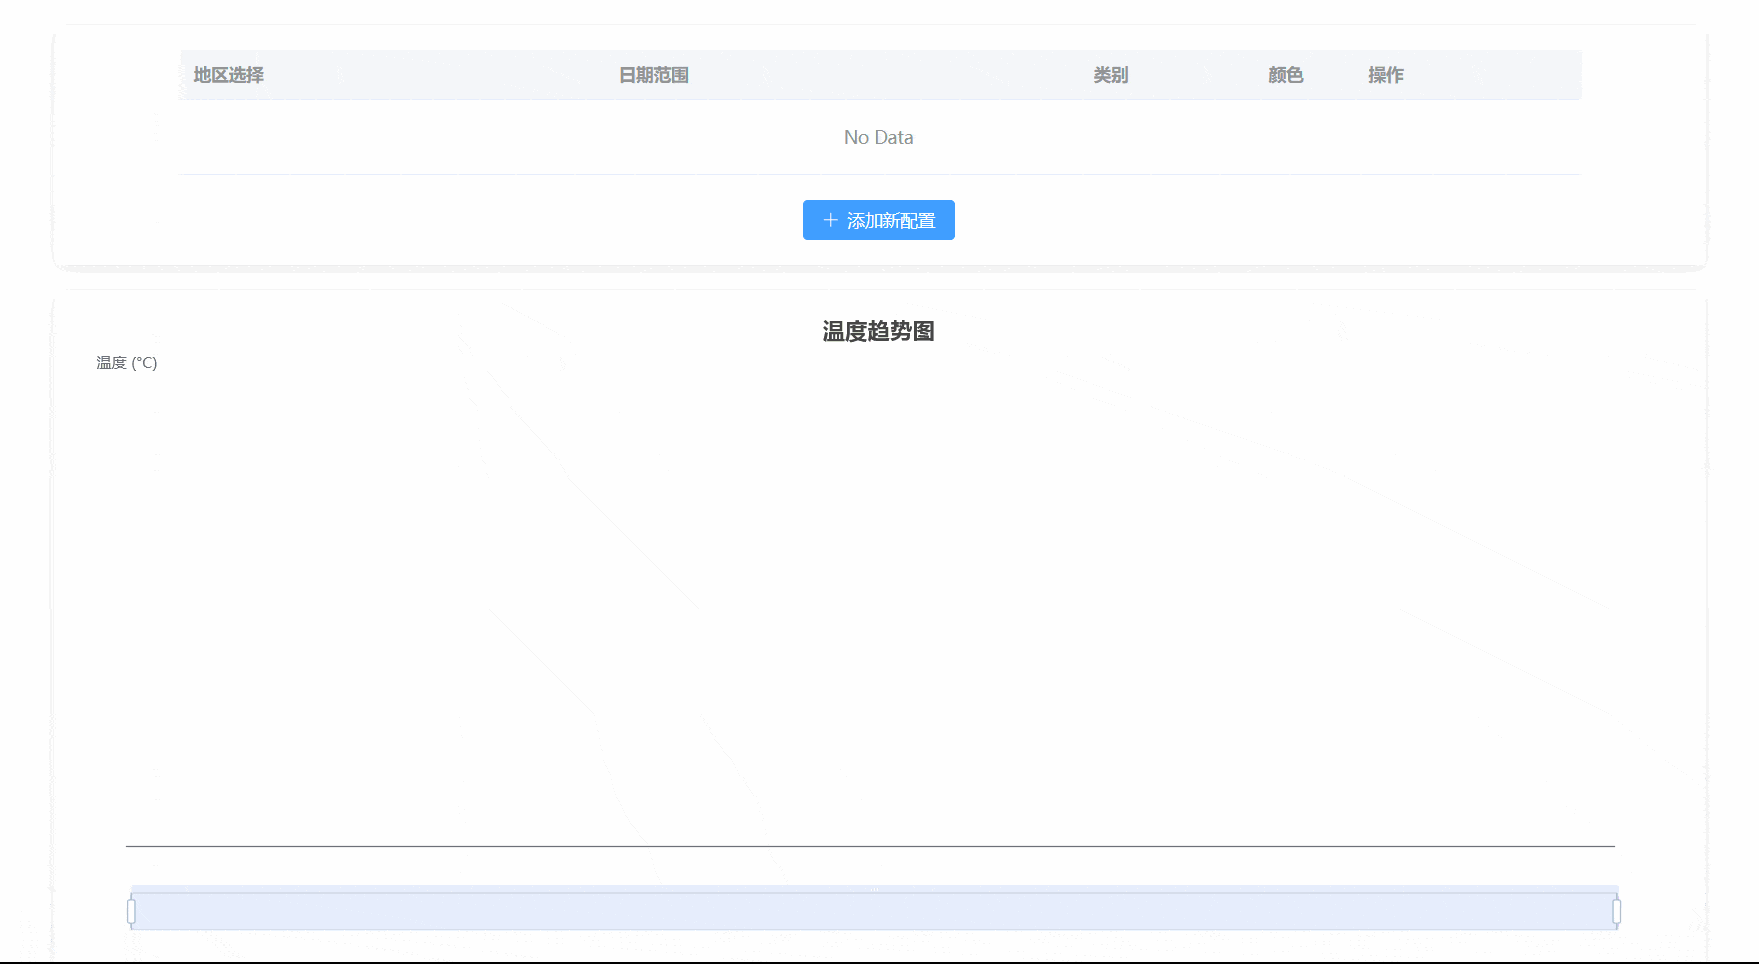 地区选择 日期范围 类别 颜色 操作
No Data
添加新配置
温度趋势图
温度 (°C)